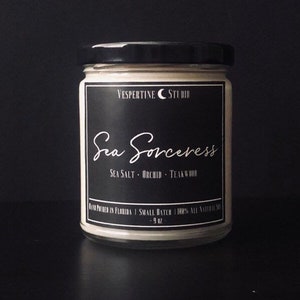 Vespertine Studio
Sea Sorceress
Sea Salt · Orchid · Teakwood
Hand Poured in Florida | Small Batch | 100% All Natural Soy
- 9 oz -